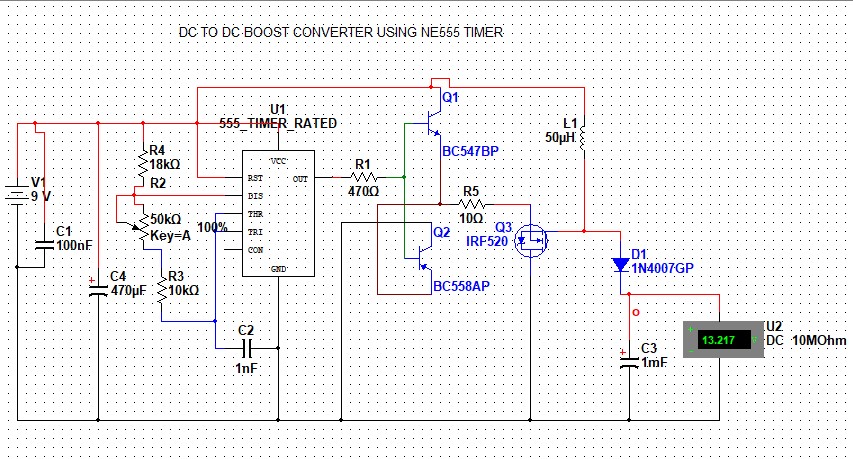 DC TO DC BOOST CONVERTER USING NE555 TIMER
U1
555_TIMER_RATED
VCC
RST
DIS
THR
TRI
CON
OUT
GND
V1
9 V
C1
100nF
C4
470µF
R4
18kΩ
R2
50kΩ
Key=A
100%
R3
10kΩ
C2
1nF
R1
470Ω
Q1
BC547BP
Q2
BC558AP
R5
10Ω
Q3
IRF520
L1
50µH
D1
1N4007GP
C3
1mF
U2
DC 10MOhm
13.217
V